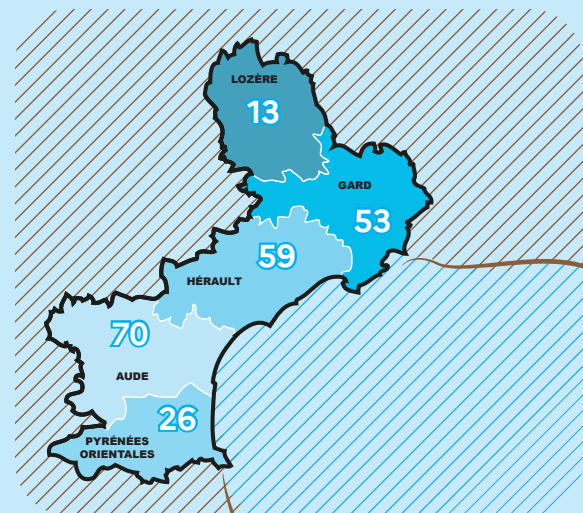 LOZÈRE
13
GARD
53
59
HÉRAULT
70
AUDE
26
PYRÉNÉES
ORIENTALES